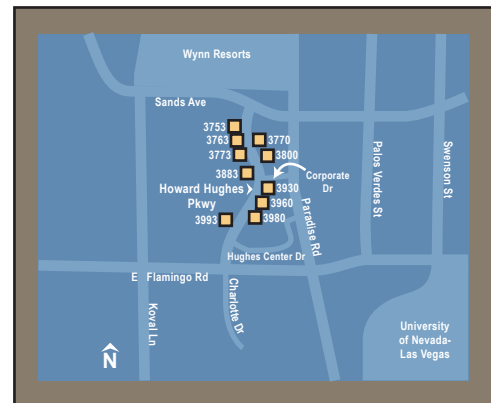 Wynn Resorts
Sands Ave
3753
3763
3770
3773
3800
3883
Corporate
Dr
Howard Hughes
Pkwy
3930
3960
3993
3980
Palos Verdes St
Swenson St
Paradise Rd
Hughes Center Dr
E Flamingo Rd
Koval Ln
Charlotte Dr
University
of Nevada-
Las Vegas
N